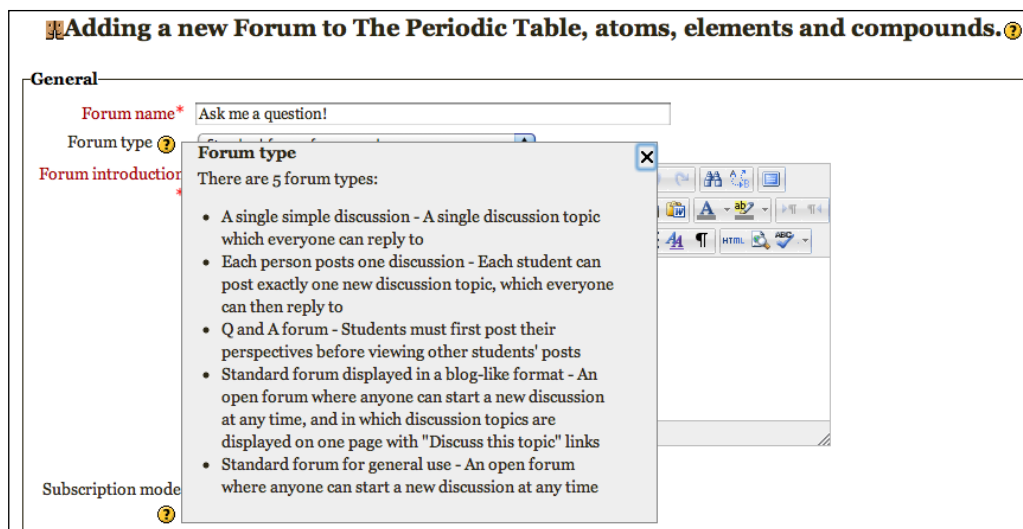 Adding a new Forum to The Periodic Table, atoms, elements and compounds.
General
Forum name*
Ask me a question!
Forum type
Forum introduction
*
Forum type
There are 5 forum types:
• A single simple discussion - A single discussion topic
which everyone can reply to
• Each person posts one discussion - Each student can
post exactly one new discussion topic, which everyone
can then reply to
• Q and A forum - Students must first post their
perspectives before viewing other students' posts
• Standard forum displayed in a blog-like format - An
open forum where anyone can start a new discussion
at any time, and in which discussion topics are
displayed on one page with "Discuss this topic" links
• Standard forum for general use - An open forum
where anyone can start a new discussion at any time
HTML
ABC
Subscription mode